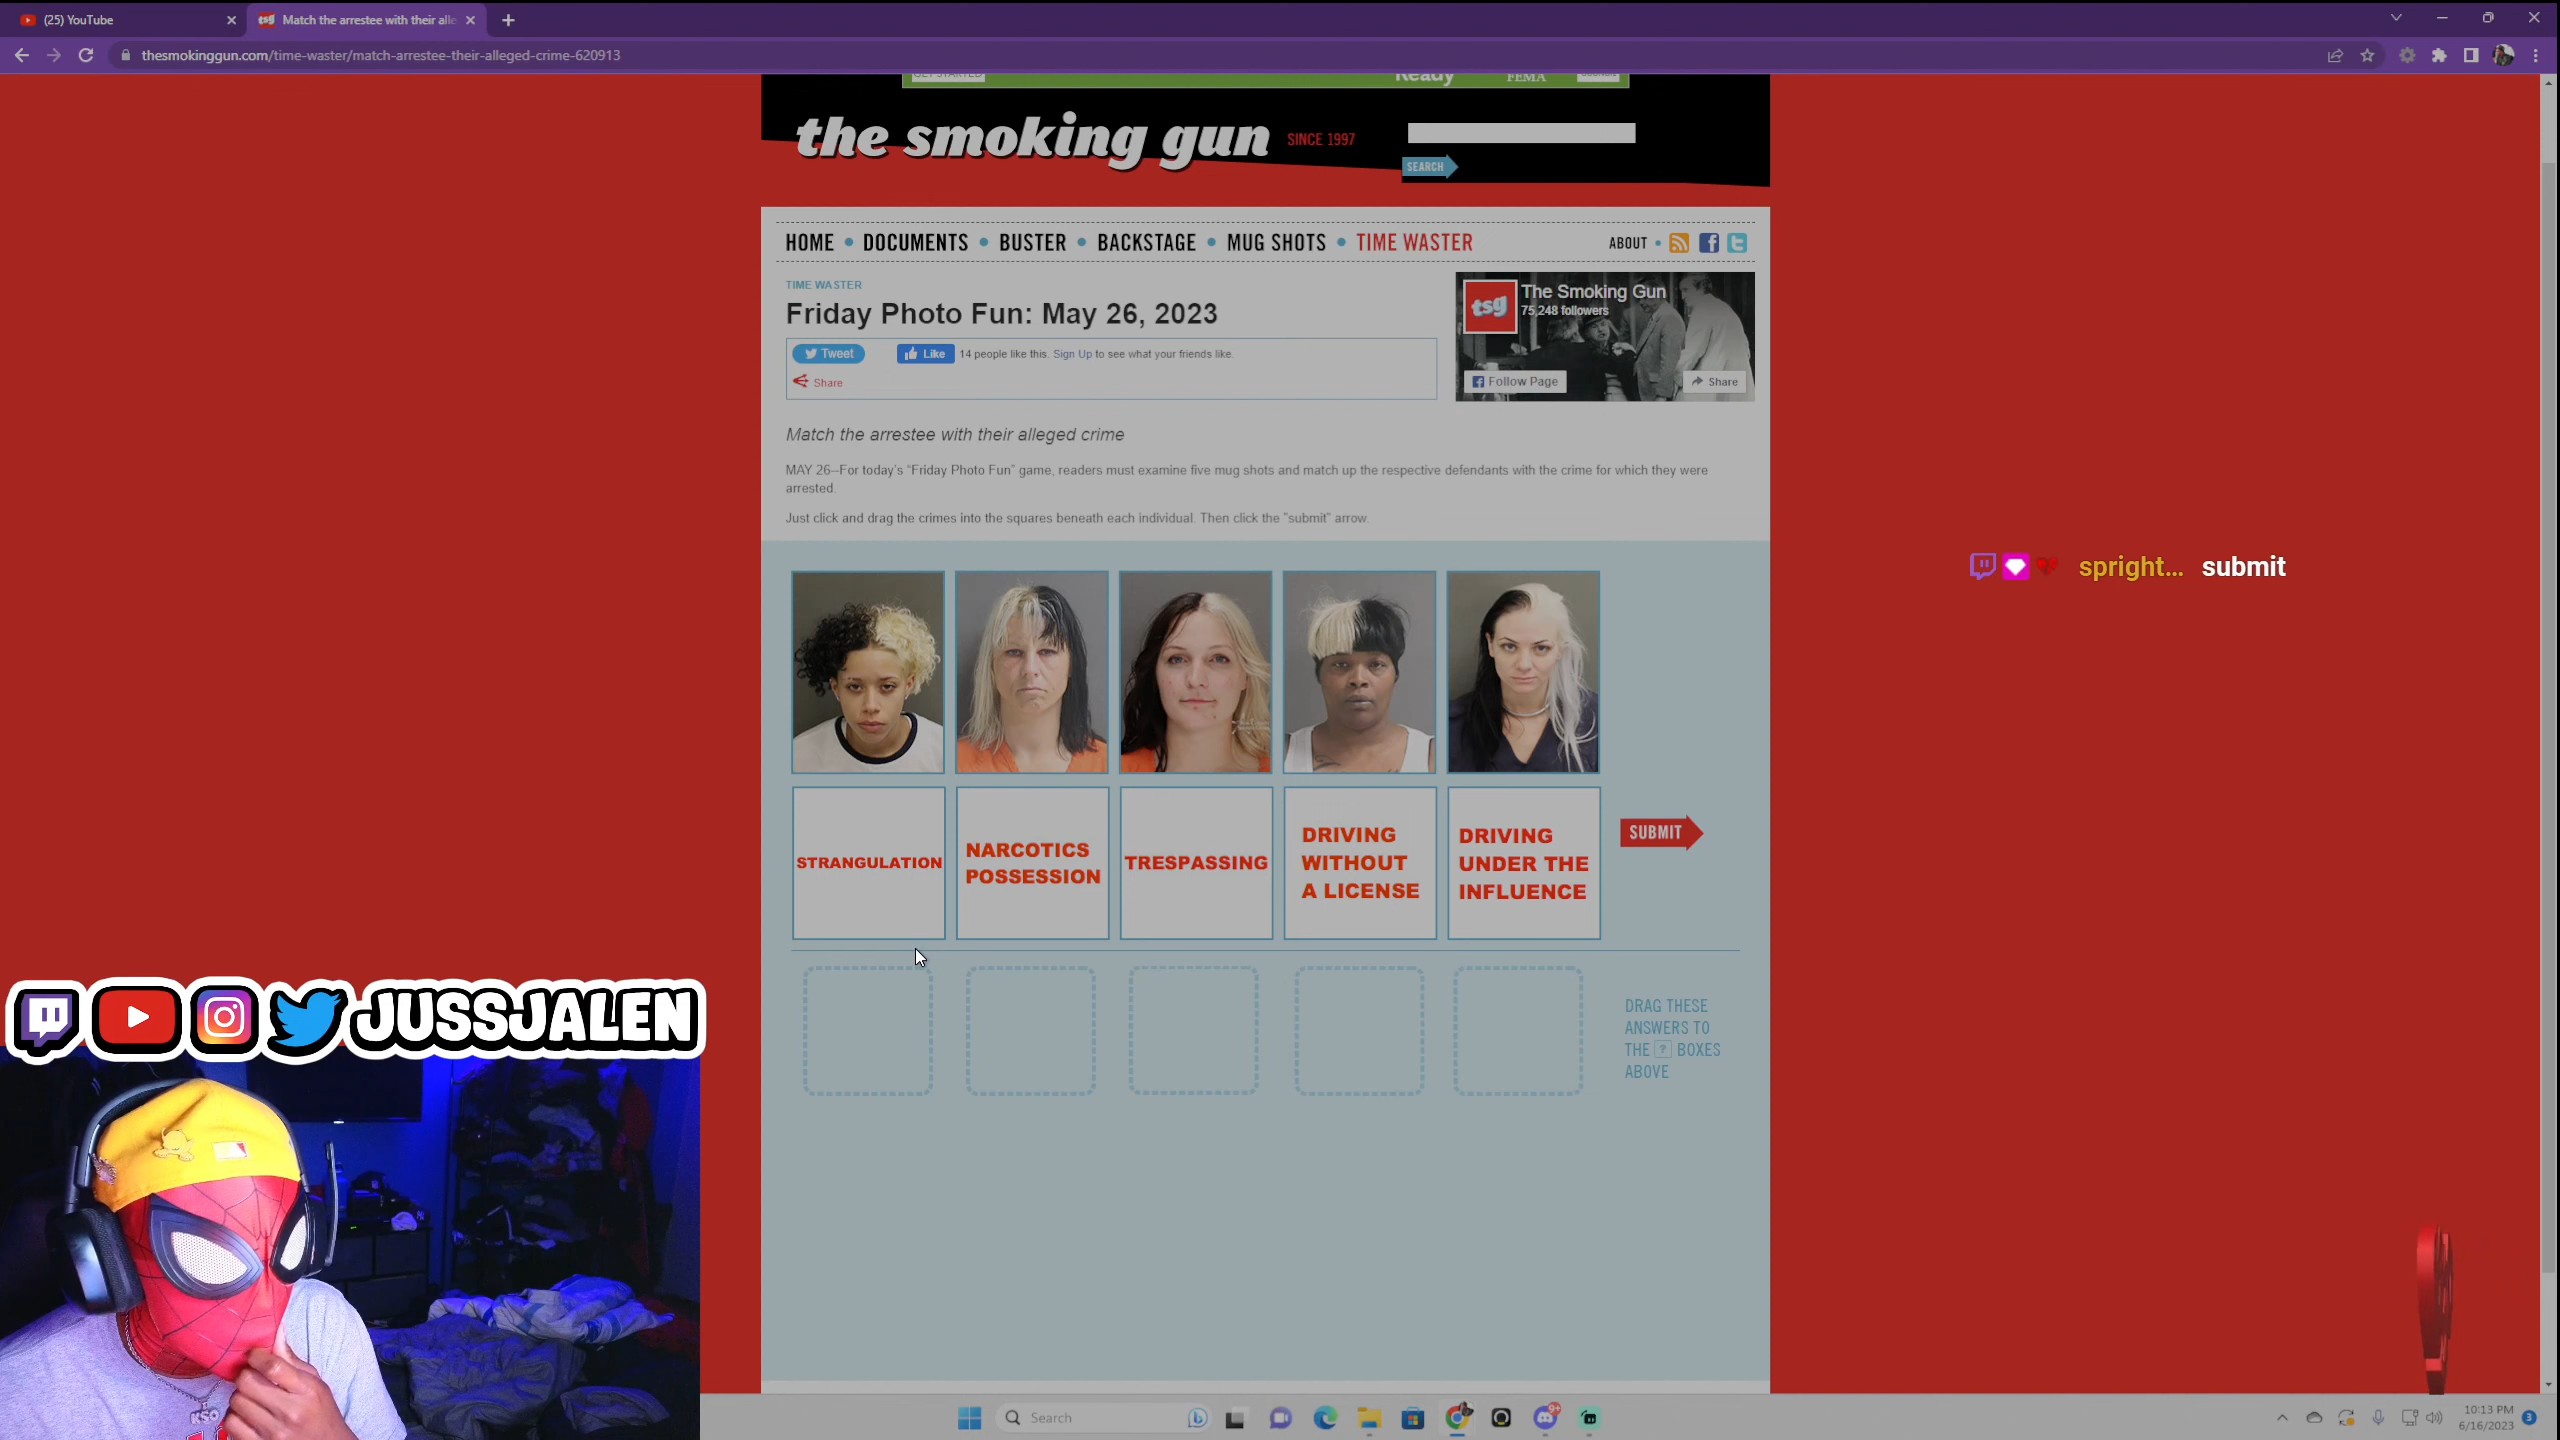 (25) YouTube
Match the arrestee with their alle
thesmokinggun.com/time-waster/match-arrestee-their-alleged-crime-620913
Ready
FEMA
the smoking gun
SINCE 1997
SEARCH
HOME • DOCUMENTS • BUSTER • BACKSTAGE • MUG SHOTS • TIME WASTER
ABOUT •
TIME WASTER
Friday Photo Fun: May 26, 2023
Tweet
Like
14 people like this. Sign Up to see what your friends like.
Share
tsg
The Smoking Gun
75,248 followers
Follow Page
Share
Match the arrestee with their alleged crime
MAY 26--For today's "Friday Photo Fun" game, readers must examine five mug shots and match up the respective defendants with the crime for which they were
arrested.
Just click and drag the crimes into the squares beneath each individual. Then click the "submit" arrow.
spright... submit
STRANGULATION
NARCOTICS
POSSESSION
TRESPASSING
DRIVING
WITHOUT
A LICENSE
DRIVING
UNDER THE
INFLUENCE
SUBMIT
DRAG THESE
ANSWERS TO
THE ? BOXES
ABOVE
JUSSJALEN
KSO
Search
10:13 PM
6/16/2023
3